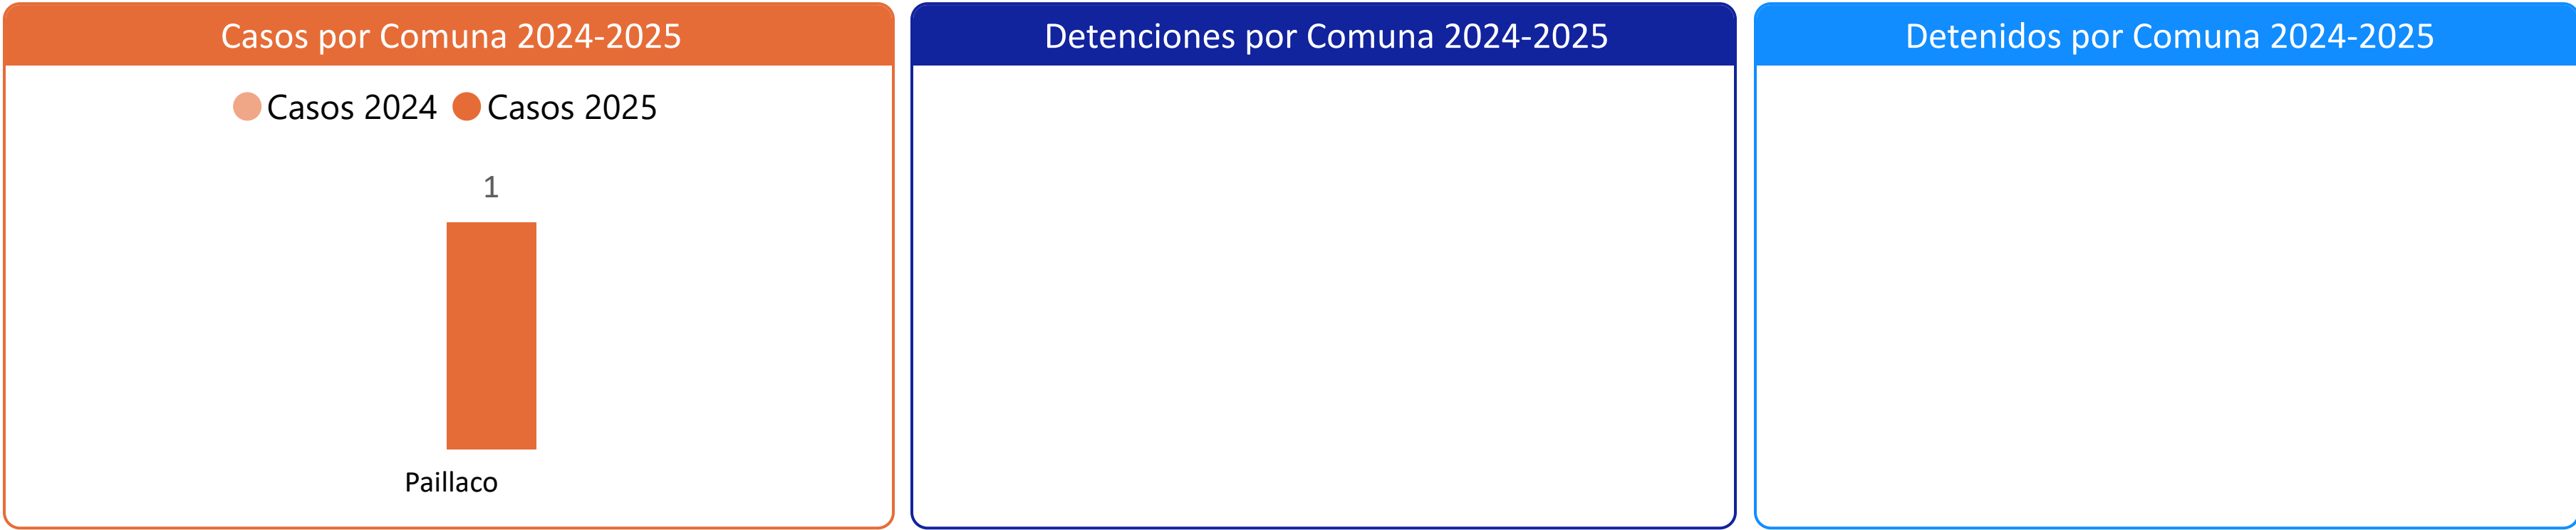 Casos por Comuna 2024-2025
Casos 2024 Casos 2025
1
Paillaco
Detenciones por Comuna 2024-2025
Detenidos por Comuna 2024-2025